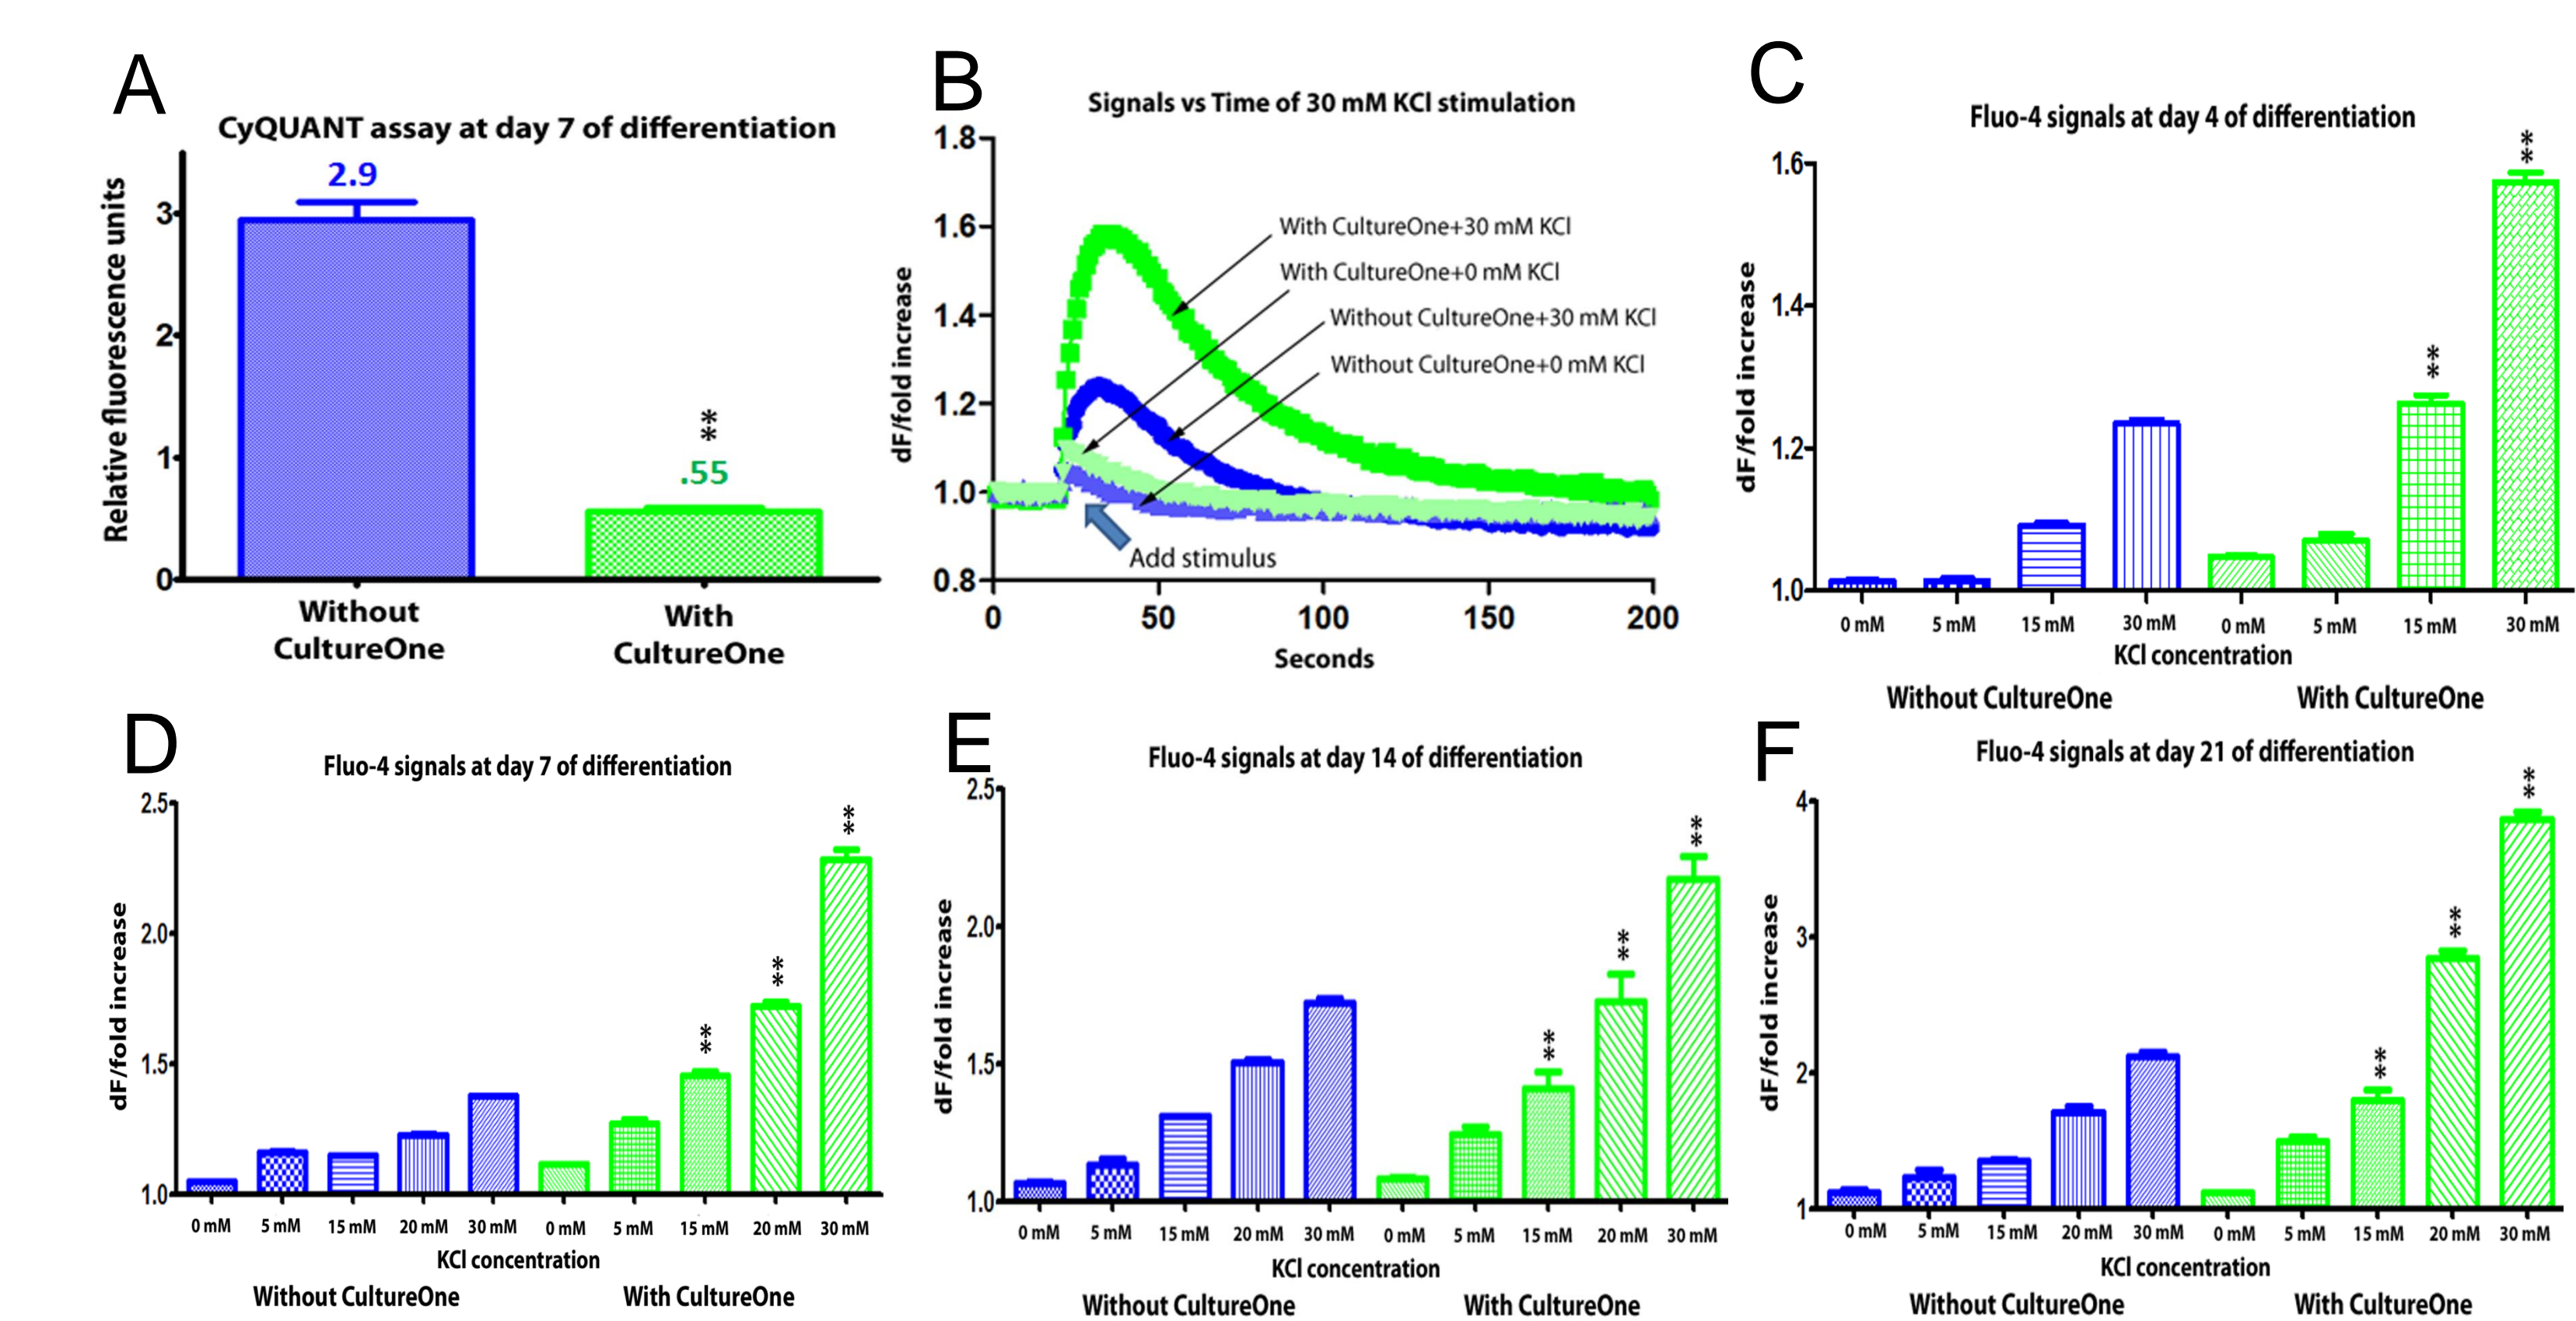 A
CyQUANT assay at day 7 of differentiation
Relative fluorescence units
3
2
1
0
2.9
**
.55
Without
CultureOne
With
CultureOne
B
Signals vs Time of 30 mM KCl stimulation
dF/fold increase
1.8
1.6
1.4
1.2
1.0
0.8
With CultureOne+30 mM KCl
With CultureOne+0 mM KCl
Without CultureOne+30 mM KCl
Without CultureOne+0 mM KCl
Add stimulus
0 50 100 150 200
Seconds
C
Fluo-4 signals at day 4 of differentiation
dF/fold increase
1.6
1.4
1.2
1.0
**
**
0 mM 5 mM 15 mM 30 mM 0 mM 5 mM 15 mM 30 mM
KCl concentration
Without CultureOne With CultureOne
D
Fluo-4 signals at day 7 of differentiation
dF/fold increase
2.5
2.0
1.5
1.0
**
**
**
0 mM 5 mM 15 mM 20 mM 30 mM 0 mM 5 mM 15 mM 20 mM 30 mM
KCl concentration
Without CultureOne With CultureOne
E
Fluo-4 signals at day 14 of differentiation
dF/fold increase
2.5
2.0
1.5
1.0
**
**
**
0 mM 5 mM 15 mM 20 mM 30 mM 0 mM 5 mM 15 mM 20 mM 30 mM
KCl concentration
Without CultureOne With CultureOne
F
Fluo-4 signals at day 21 of differentiation
dF/fold increase
4
3
2
1
**
**
**
0 mM 5 mM 15 mM 20 mM 30 mM 0 mM 5 mM 15 mM 20 mM 30 mM
KCl concentration
Without CultureOne With CultureOne